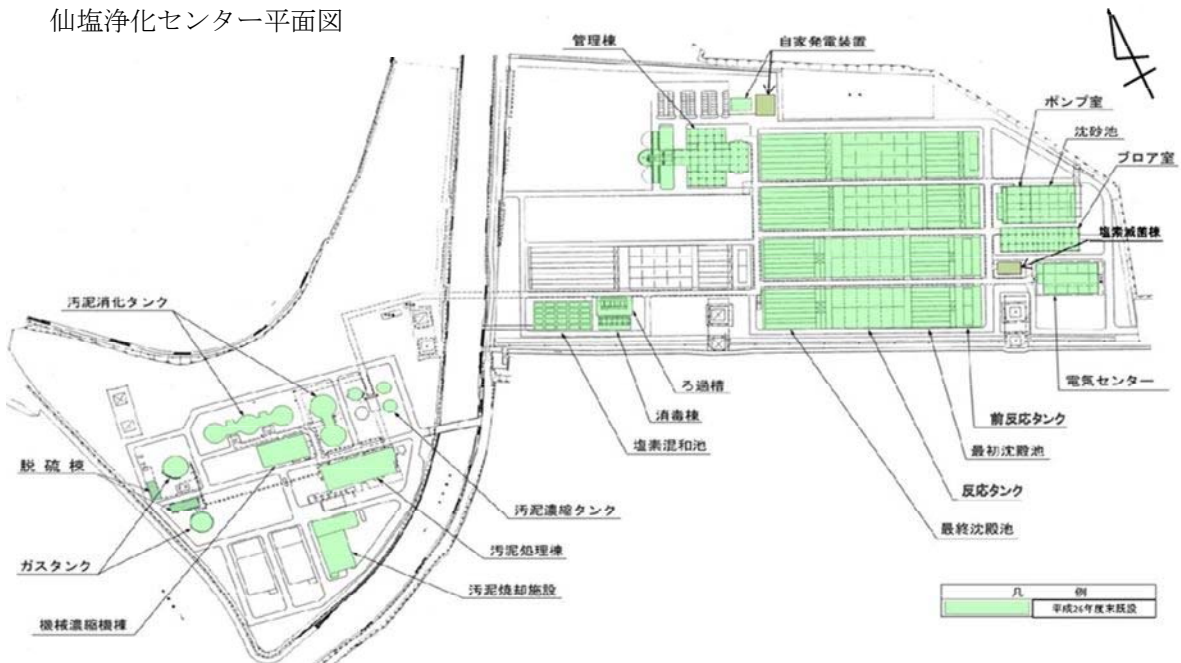 仙塩浄化センター平面図
管理棟
自家発電装置
ポンプ室
沈砂池
ブロア室
塩素滅菌棟
汚泥消化タンク
ろ過槽
電気センター
消毒棟
前反応タンク
塩素混和池
最初沈殿池
脱硫棟
反応タンク
汚泥濃縮タンク
最終沈殿池
汚泥処理棟
ガスタンク
汚泥焼却施設
機械濃縮機棟
凡例
平成26年度末既設